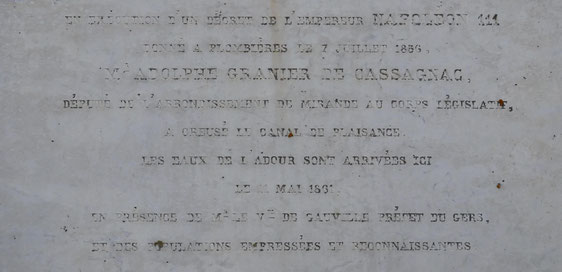 EN EXÉCUTION D'UN DÉCRET DE L'EMPEREUR NAPOLÉON 111
DONNÉ A PLOMBIÈRES LE 7 JUILLET 1856,
Mr ADOLPHE GRANIER DE CASSAGNAC,
DÉPUTÉ DE L'ARRONDISSEMENT DE MIRANDE AU CORPS LÉGISLATIF,
A CREUSÉ LE CANAL DE PLAISANCE.
LES EAUX DE L'ADOUR SONT ARRIVÉES ICI
LE 11 MAI 1861.
EN PRÉSENCE DE Mr LE Vte DE GAUVILLE PRÉFET DU GERS,
ET DES POPULATIONS EMPRESSÉES ET RECONNAISSANTES